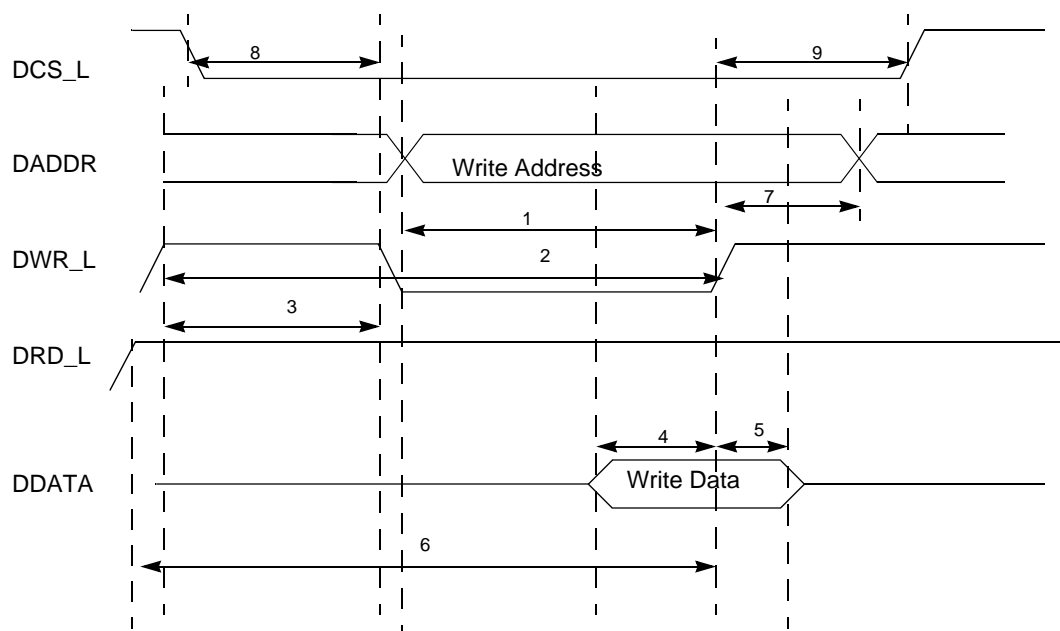 8
9
DCS_L
DADDR
Write Address
1
7
DWR_L
2
3
DRD_L
4
5
DDATA
Write Data
6